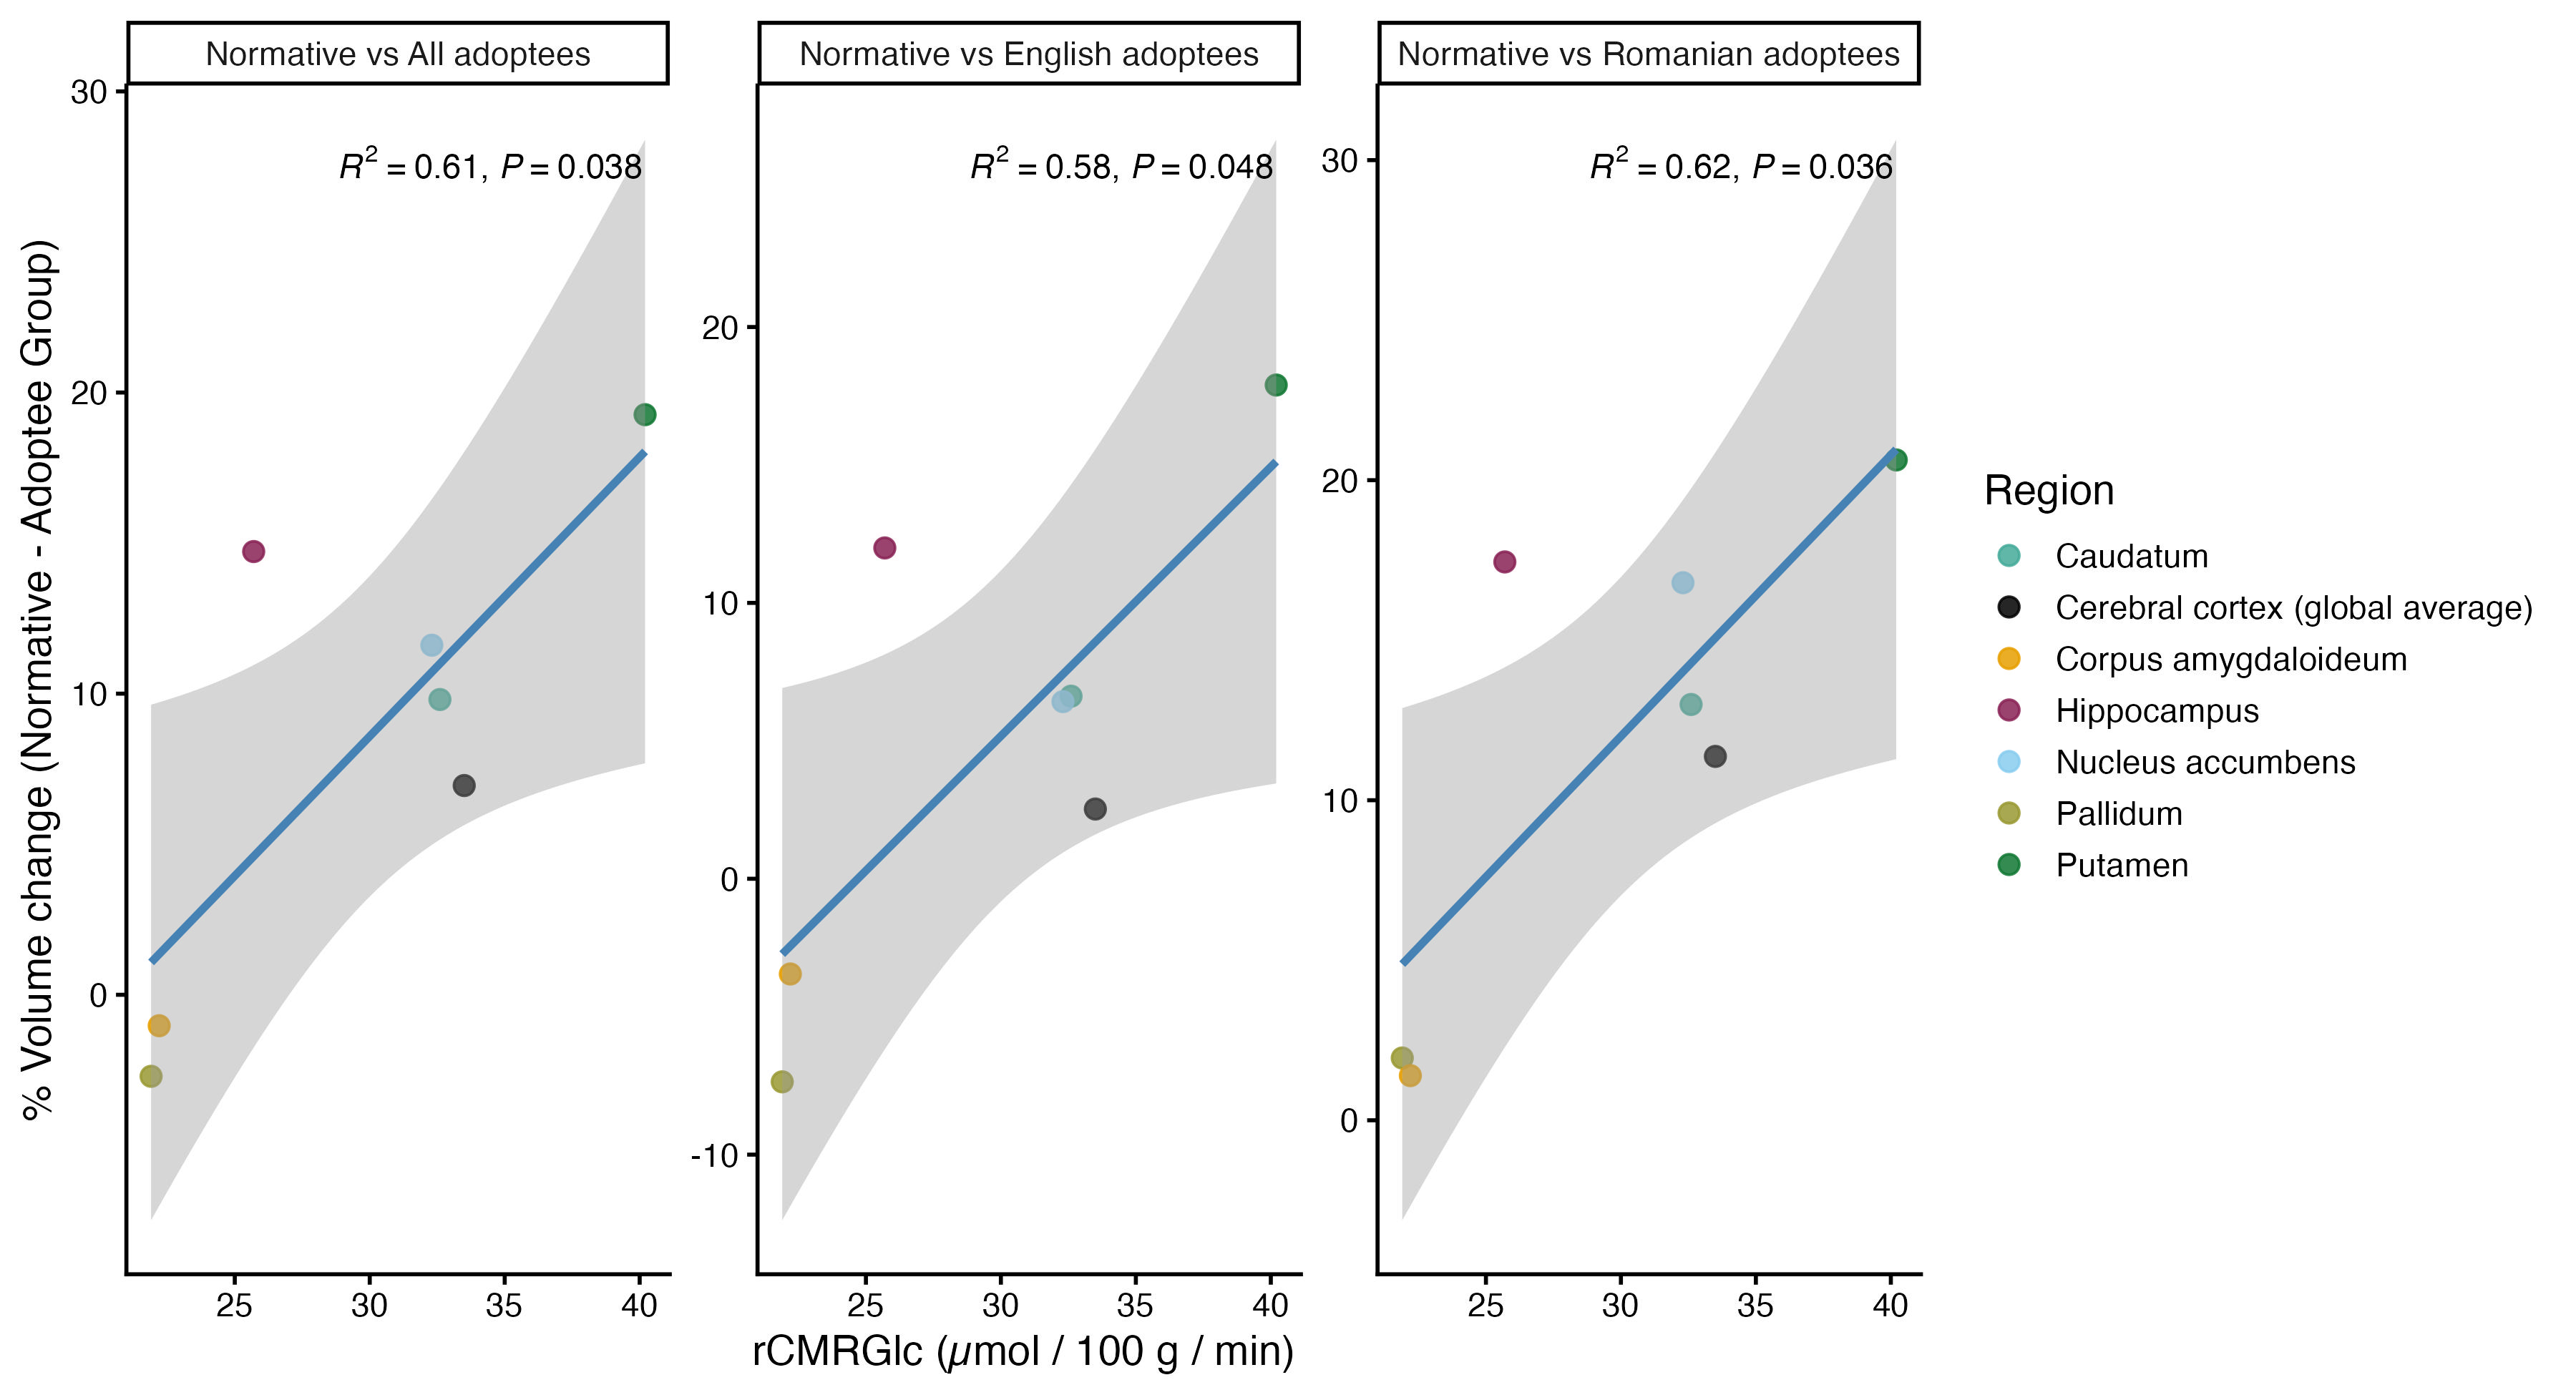 Normative vs All adoptees
Normative vs English adoptees
Normative vs Romanian adoptees
% Volume change (Normative - Adoptee Group)
30
20
10
0
R² = 0.61, P = 0.038
25 30 35 40
20
10
0
-10
R² = 0.58, P = 0.048
25 30 35 40
30
20
10
0
R² = 0.62, P = 0.036
25 30 35 40
rCMRGlc (µmol / 100 g / min)
Region
Caudatum
Cerebral cortex (global average)
Corpus amygdaloideum
Hippocampus
Nucleus accumbens
Pallidum
Putamen